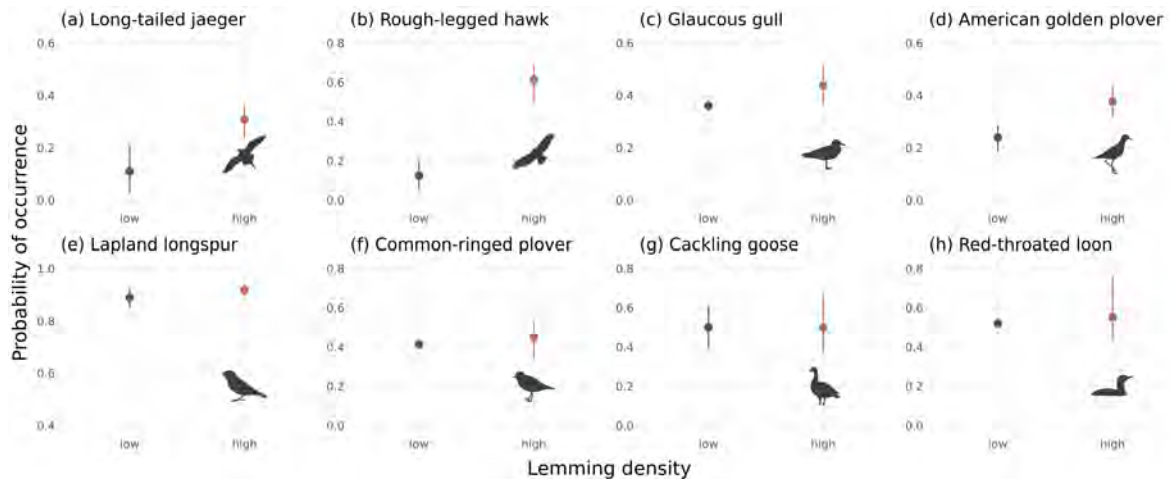 (a) Long-tailed jaeger
(b) Rough-legged hawk
(c) Glaucous gull
(d) American golden plover
0.6
0.4
0.2
0.0
low
high
0.8
0.6
0.4
0.2
0.0
low
high
0.6
0.4
0.2
0.0
low
high
0.6
0.4
0.2
0.0
low
high
Probability of occurrence
(e) Lapland longspur
(f) Common-ringed plover
(g) Cackling goose
(h) Red-throated loon
1.0
0.8
0.6
0.4
low
high
0.8
0.6
0.4
0.2
0.0
low
high
0.8
0.6
0.4
0.2
0.0
low
high
0.8
0.6
0.4
0.2
0.0
low
high
Lemming density